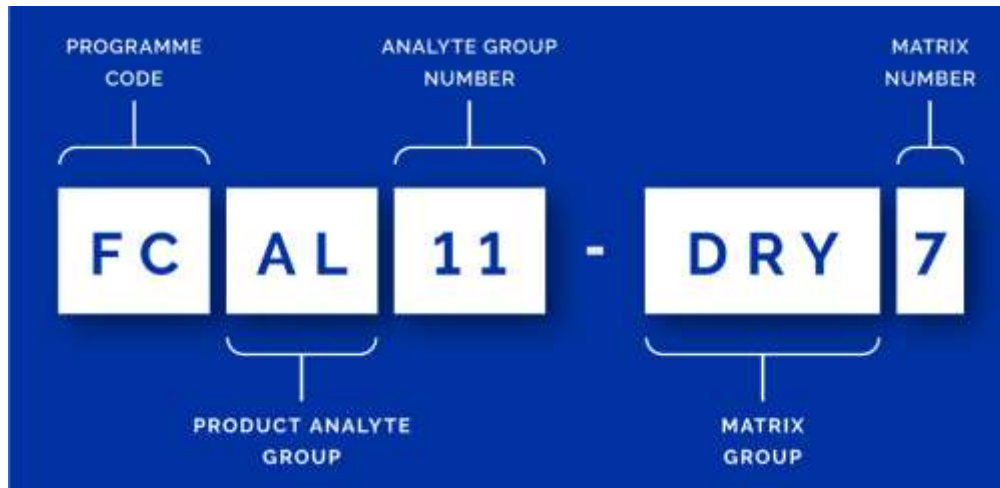 PROGRAMME
CODE
ANALYTE GROUP
NUMBER
MATRIX
NUMBER
FC AL 11 - DRY 7
PRODUCT ANALYTE
GROUP
MATRIX
GROUP